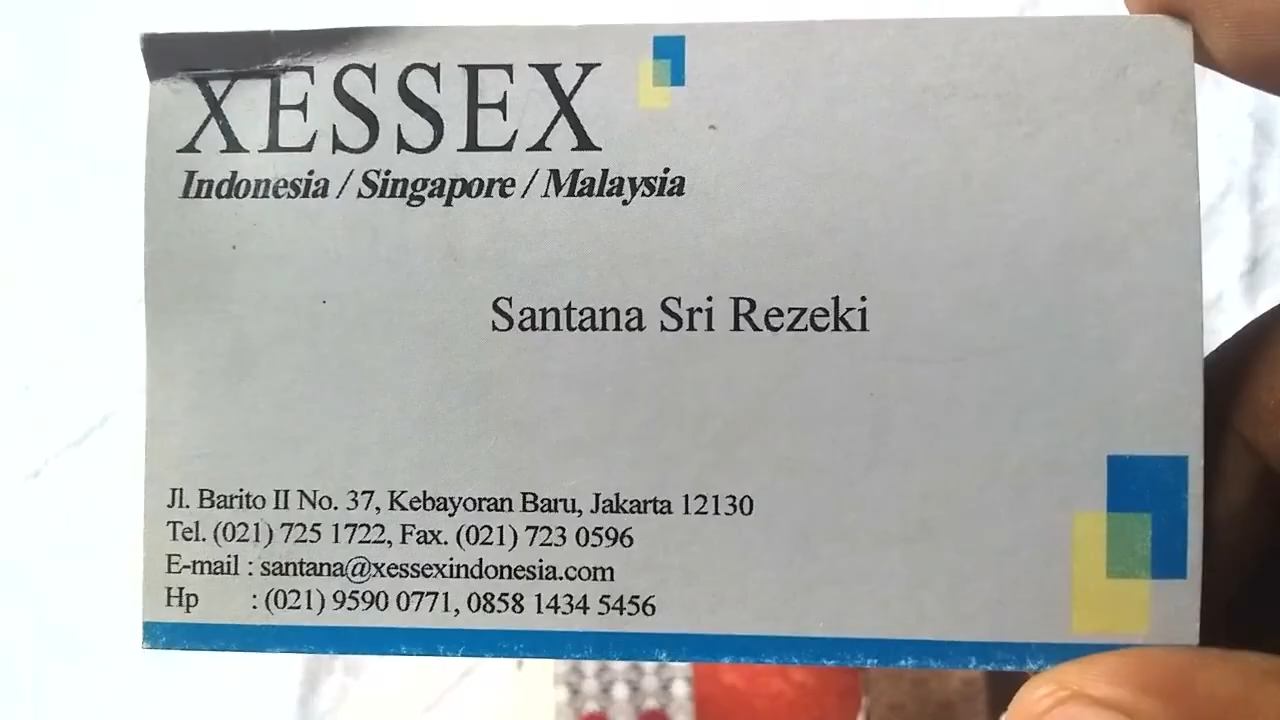 XESSEX
Indonesia / Singapore / Malaysia
Santana Sri Rezeki
Jl. Barito II No. 37, Kebayoran Baru, Jakarta 12130
Tel. (021) 725 1722, Fax. (021) 723 0596
E-mail : santana@xessexindonesia.com
Hp : (021) 9590 0771, 0858 1434 5456